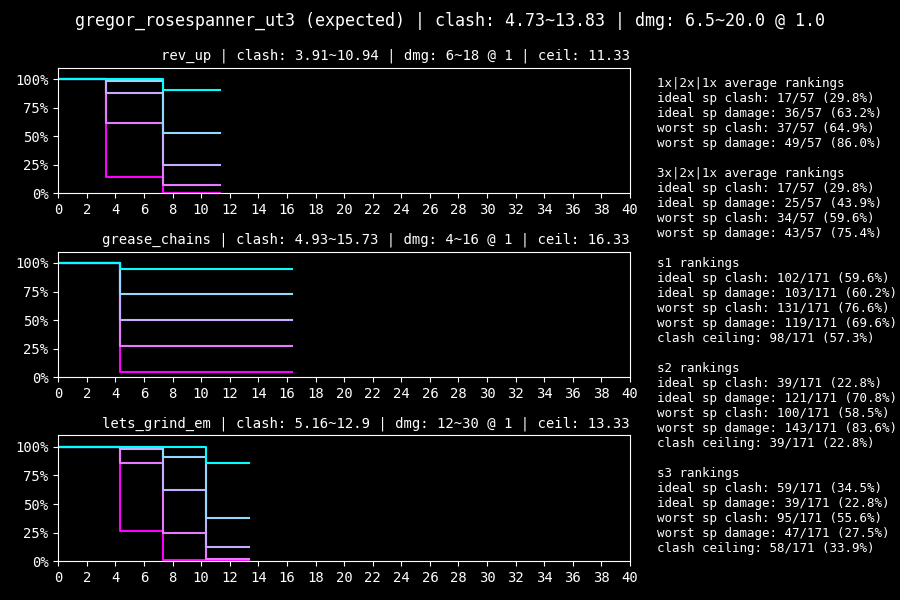 gregor_rosespanner_ut3 (expected) | clash: 4.73~13.83 | dmg: 6.5~20.0 @ 1.0
rev_up | clash: 3.91~10.94 | dmg: 6~18 @ 1 | ceil: 11.33
100%
75%
50%
25%
0%
0 2 4 6 8 10 12 14 16 18 20 22 24 26 28 30 32 34 36 38 40
grease_chains | clash: 4.93~15.73 | dmg: 4~16 @ 1 | ceil: 16.33
100%
75%
50%
25%
0%
0 2 4 6 8 10 12 14 16 18 20 22 24 26 28 30 32 34 36 38 40
lets_grind_em | clash: 5.16~12.9 | dmg: 12~30 @ 1 | ceil: 13.33
100%
75%
50%
25%
0%
0 2 4 6 8 10 12 14 16 18 20 22 24 26 28 30 32 34 36 38 40
1x|2x|1x average rankings
ideal sp clash: 17/57 (29.8%)
ideal sp damage: 36/57 (63.2%)
worst sp clash: 37/57 (64.9%)
worst sp damage: 49/57 (86.0%)
3x|2x|1x average rankings
ideal sp clash: 17/57 (29.8%)
ideal sp damage: 25/57 (43.9%)
worst sp clash: 34/57 (59.6%)
worst sp damage: 43/57 (75.4%)
s1 rankings
ideal sp clash: 102/171 (59.6%)
ideal sp damage: 103/171 (60.2%)
worst sp clash: 131/171 (76.6%)
worst sp damage: 119/171 (69.6%)
clash ceiling: 98/171 (57.3%)
s2 rankings
ideal sp clash: 39/171 (22.8%)
ideal sp damage: 121/171 (70.8%)
worst sp clash: 100/171 (58.5%)
worst sp damage: 143/171 (83.6%)
clash ceiling: 39/171 (22.8%)
s3 rankings
ideal sp clash: 59/171 (34.5%)
ideal sp damage: 39/171 (22.8%)
worst sp clash: 95/171 (55.6%)
worst sp damage: 47/171 (27.5%)
clash ceiling: 58/171 (33.9%)